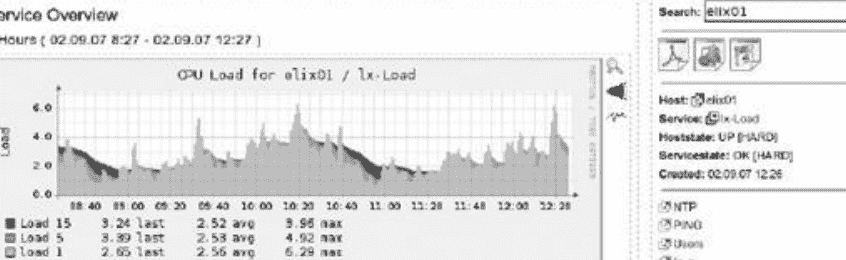 ervice Overview
Hours ( 02.09.07 8:27 - 02.09.07 12:27 )
CPU Load for elix01 / lx-Load
Load
6.0
4.0
2.0
0.0
08:40 09:00 09:20 09:40 10:00 10:20 10:40 11:00 11:20 11:40 12:00 12:20
Load 15 3.24 last 2.52 avg 3.96 max
Load 5 3.39 last 2.53 avg 4.92 max
load 1 2.65 last 2.56 avg 6.29 max
Search: elix01
Host: elix01
Service: lx-Load
Hoststate: UP [HARD]
Servicestate: OK [HARD]
Created: 02.09.07 12:26
NTP
PING
Users